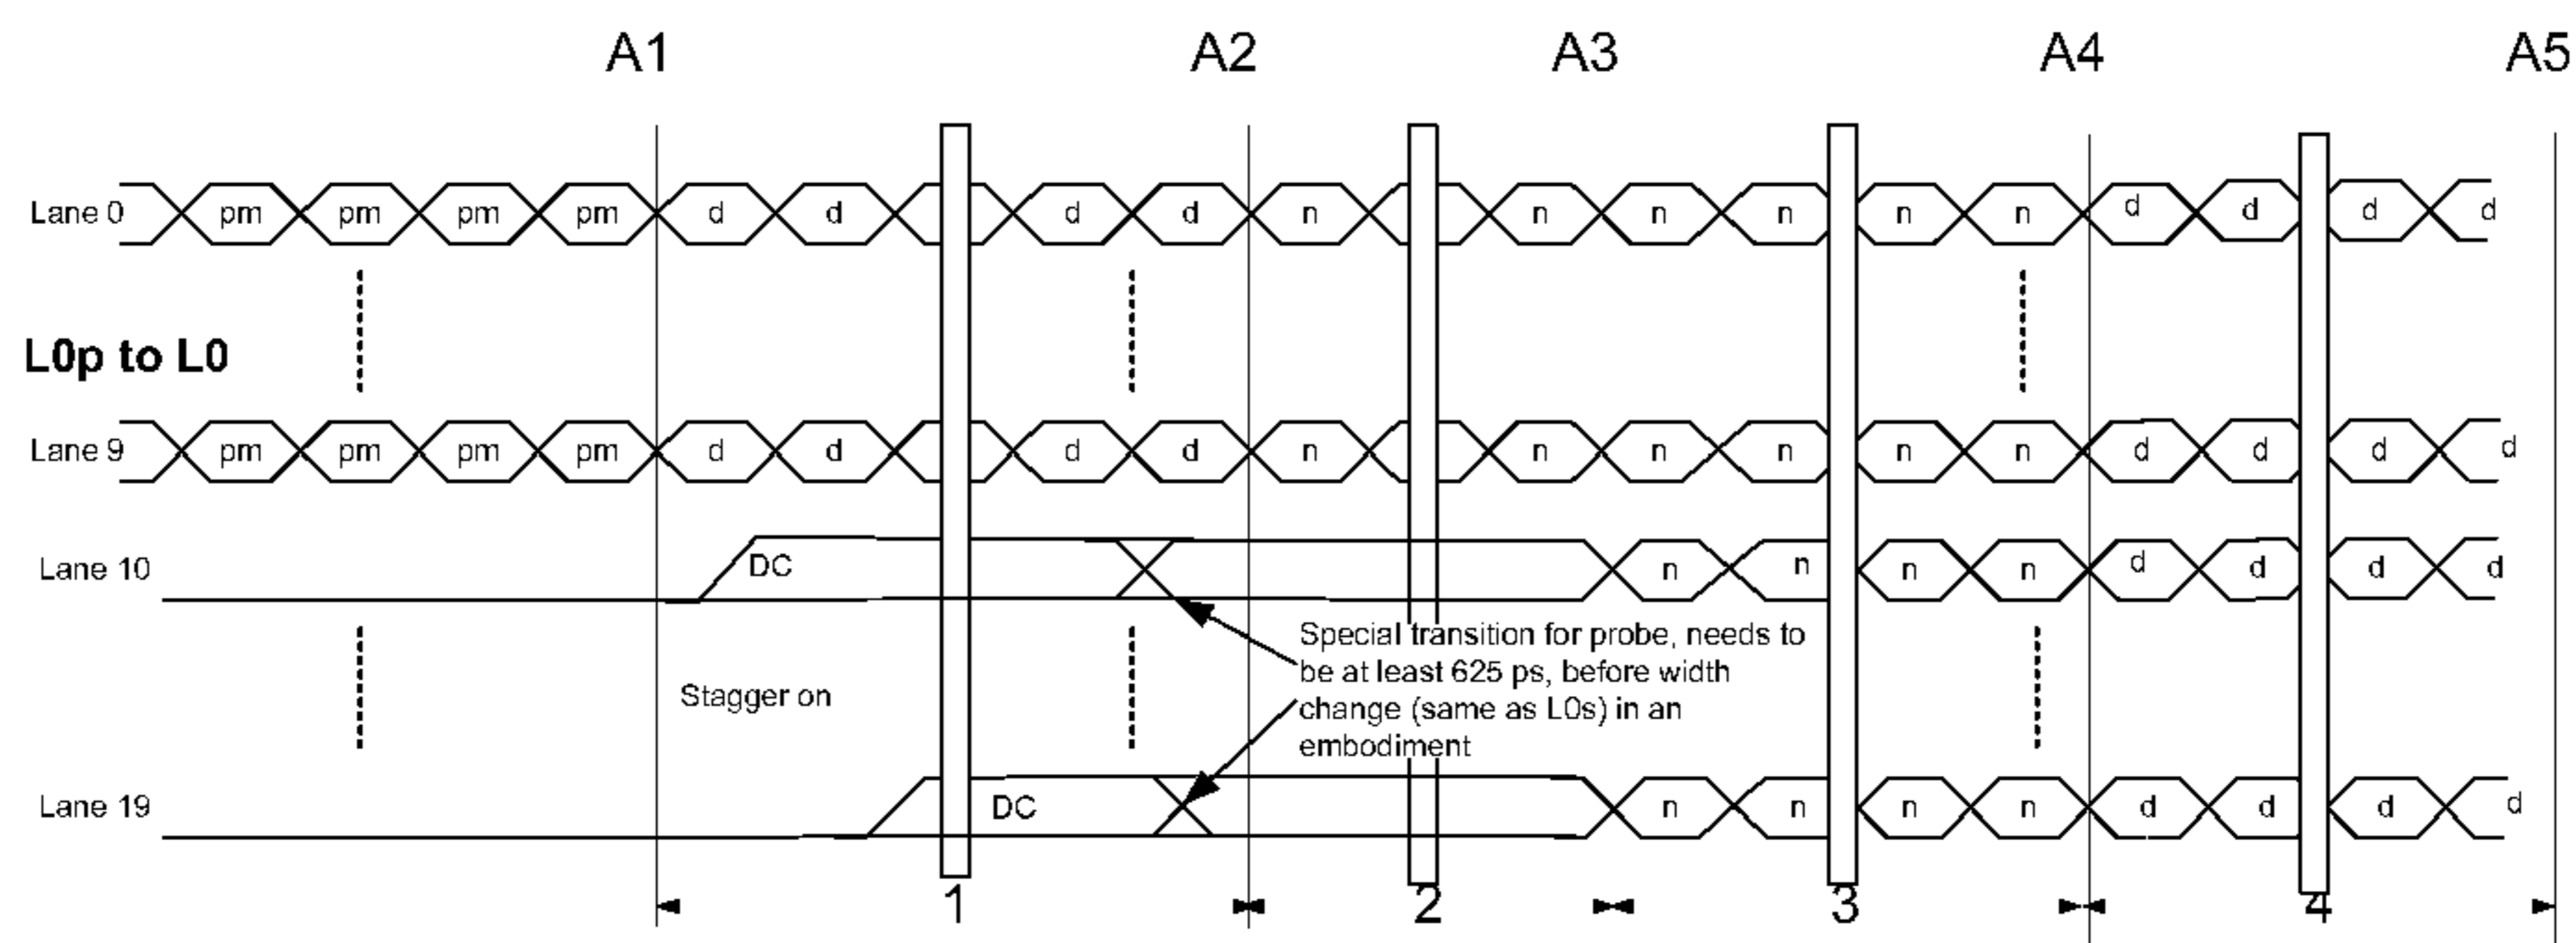 A1 A2 A3 A4 A5
Lane 0 pm pm pm pm d d d d n n n n n n d d d d
L0p to L0
Lane 9 pm pm pm pm d d d d n n n n n n d d d d
Lane 10 DC n n n n d d d d
Special transition for probe, needs to
be at least 625 ps, before width
Stagger on
change (same as L0s) in an
embodiment
Lane 19 DC n n n n d d d d
1 2 3 4